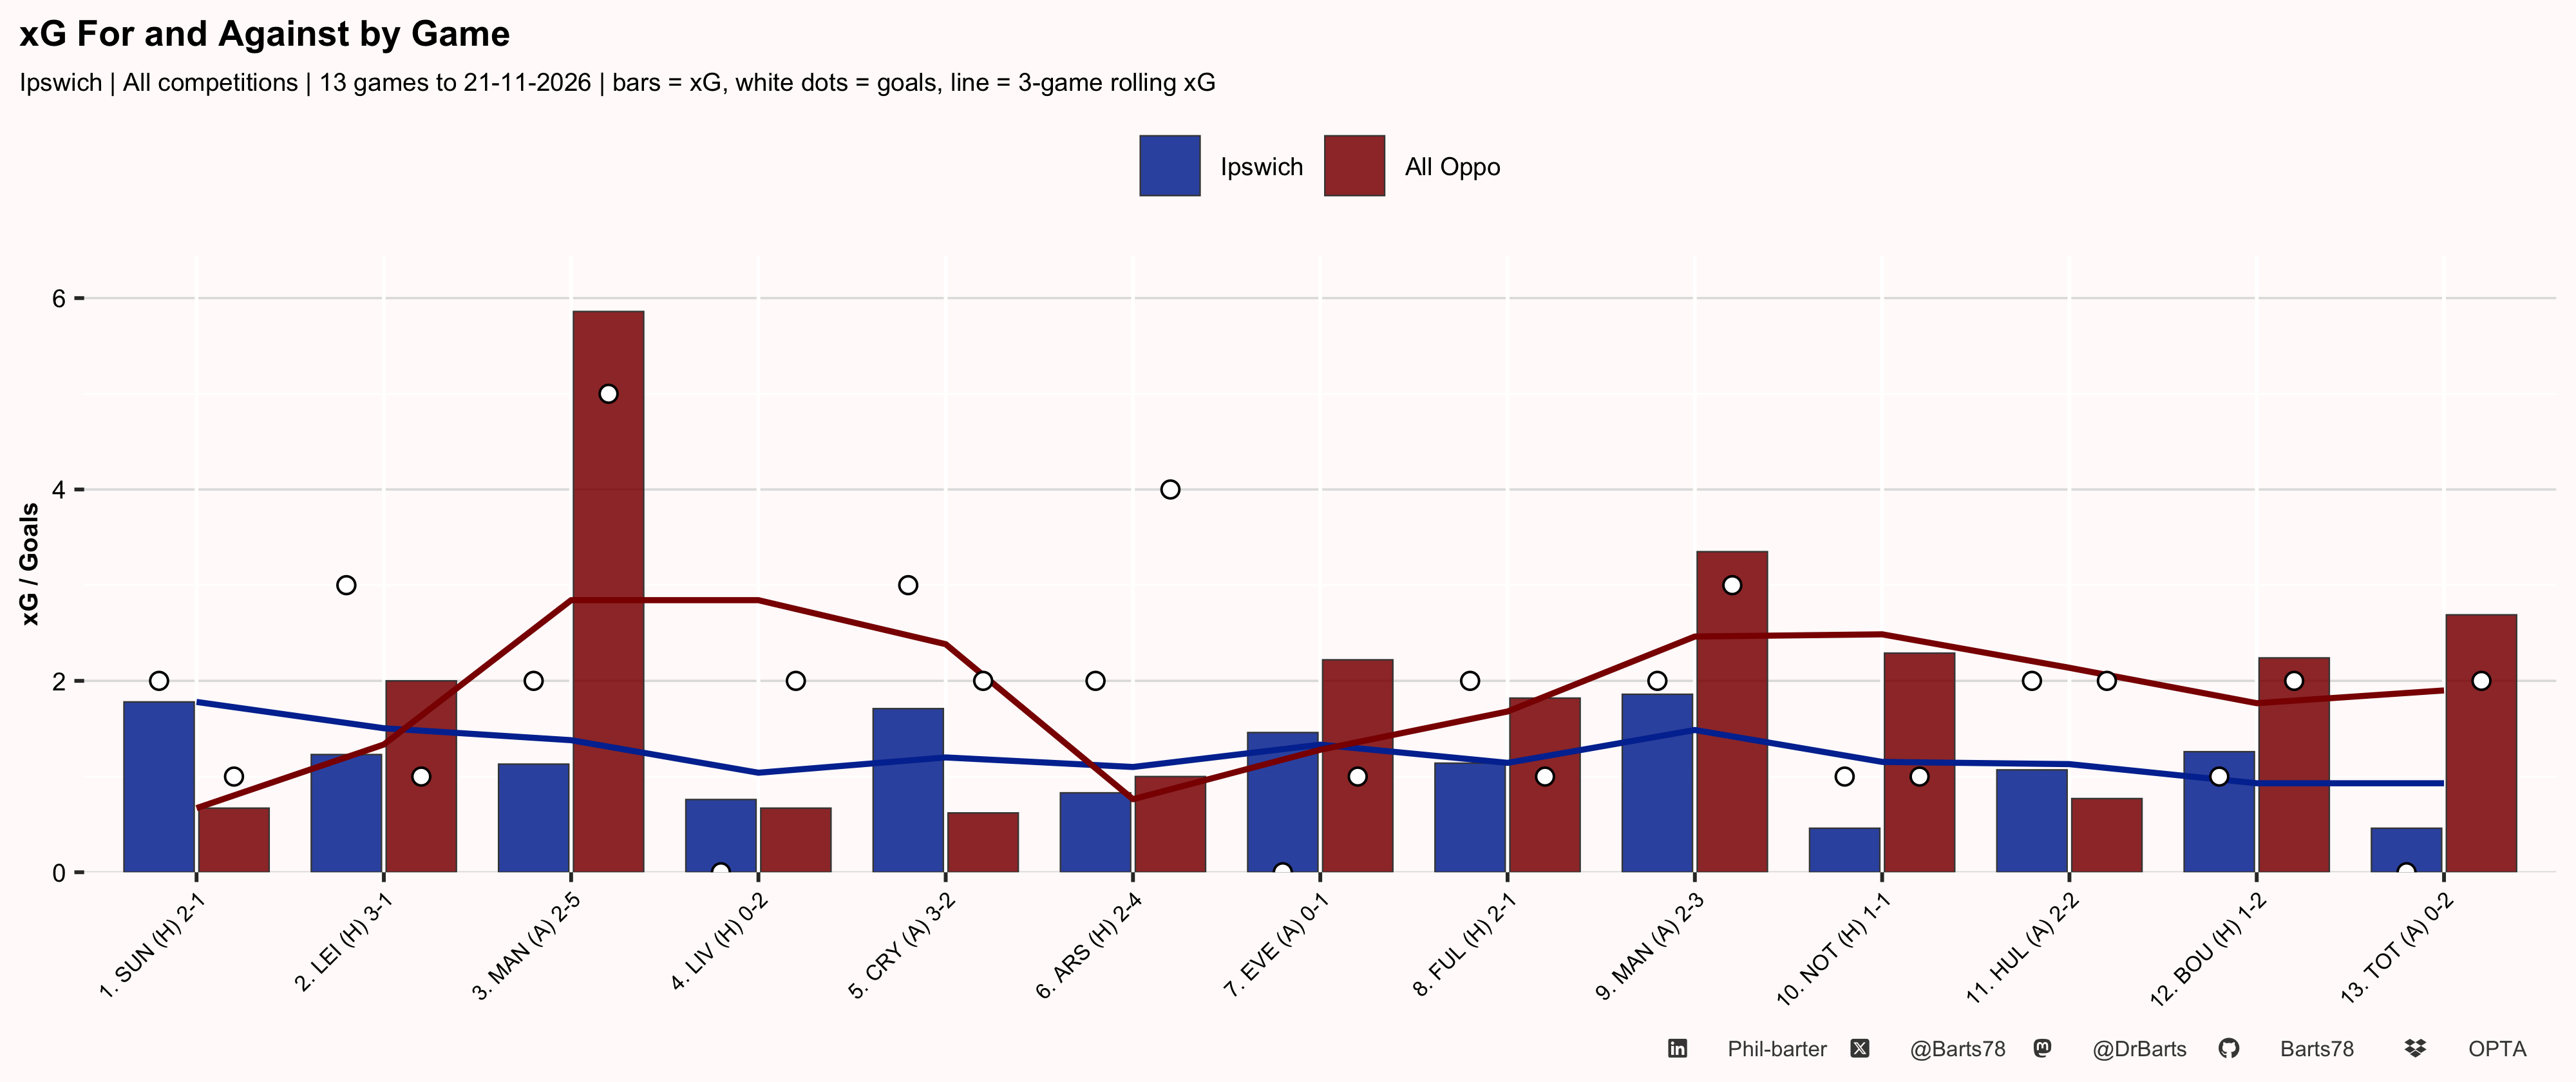 xG For and Against by Game
Ipswich | All competitions | 13 games to 21-11-2026 | bars = xG, white dots = goals, line = 3-game rolling xG
Ipswich
All Oppo
xG / Goals
6
4
2
0
1. SUN (H) 2-1
2. LEI (H) 3-1
3. MAN (A) 2-5
4. LIV (H) 0-2
5. CRY (A) 3-2
6. ARS (H) 2-4
7. EVE (A) 0-1
8. FUL (H) 2-1
9. MAN (A) 2-3
10. NOT (H) 1-1
11. HUL (A) 2-2
12. BOU (H) 1-2
13. TOT (A) 0-2
Phil-barter @Barts78 @DrBarts Barts78 OPTA